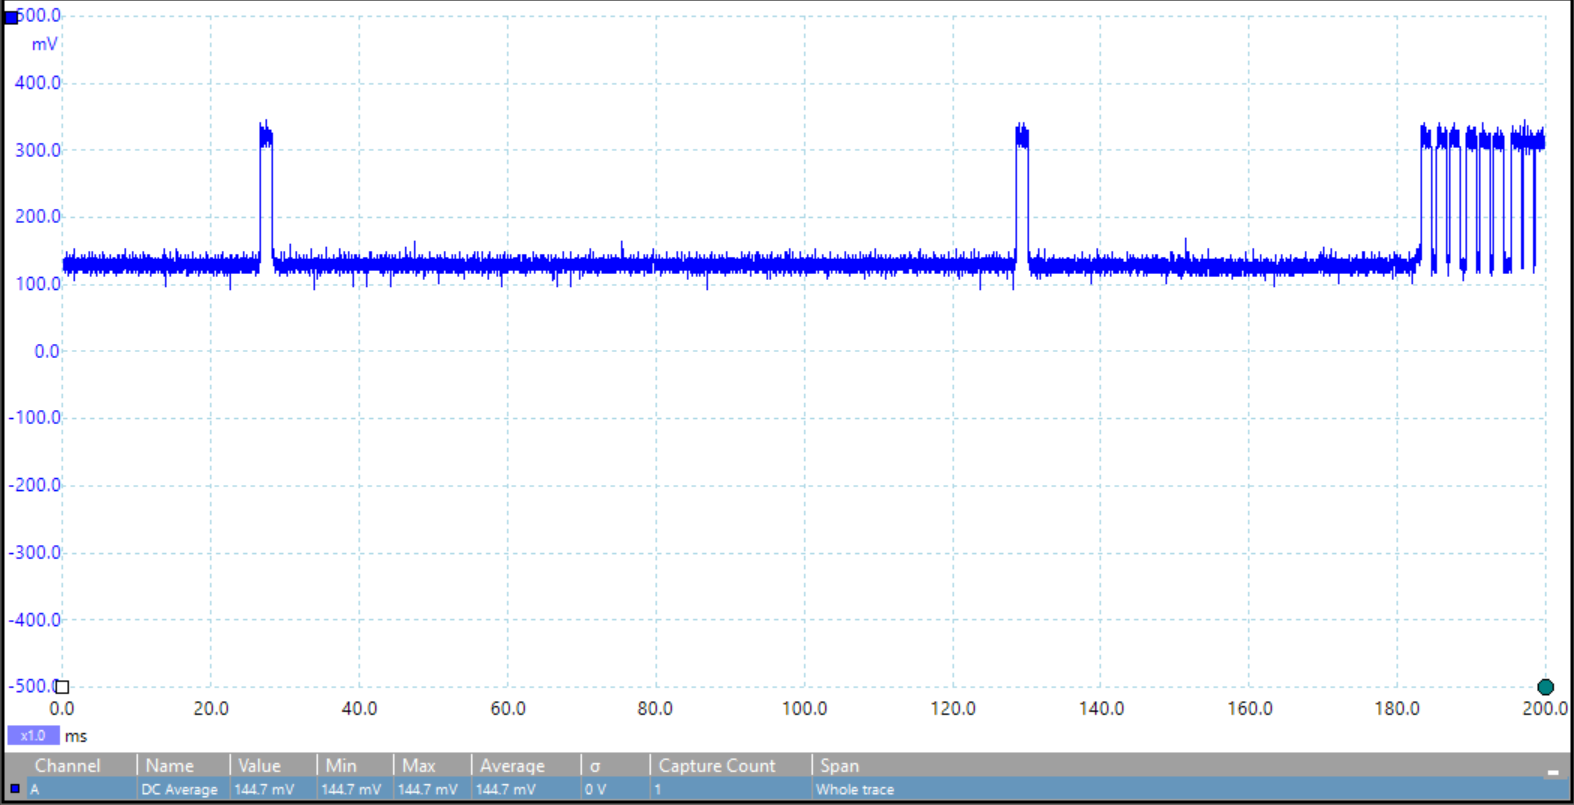 500.0
mV
400.0
300.0
200.0
100.0
0.0
-100.0
-200.0
-300.0
-400.0
-500.0
0.0 20.0 40.0 60.0 80.0 100.0 120.0 140.0 160.0 180.0 200.0
x1.0 ms
Channel Name Value Min Max Average σ Capture Count Span
A DC Average 144.7 mV 144.7 mV 144.7 mV 144.7 mV 0 V 1 Whole trace